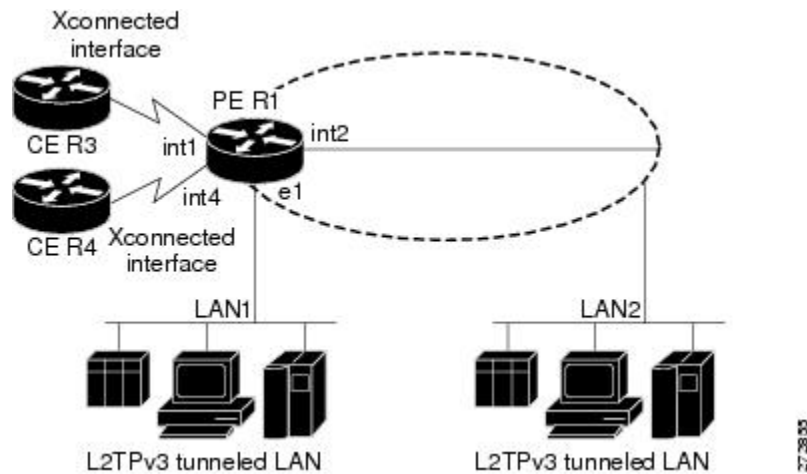 Xconnected
interface
PE R1
int2
CE R3
int1
int4
e1
CE R4
Xconnected
interface
LAN1
LAN2
L2TPv3 tunneled LAN
L2TPv3 tunneled LAN